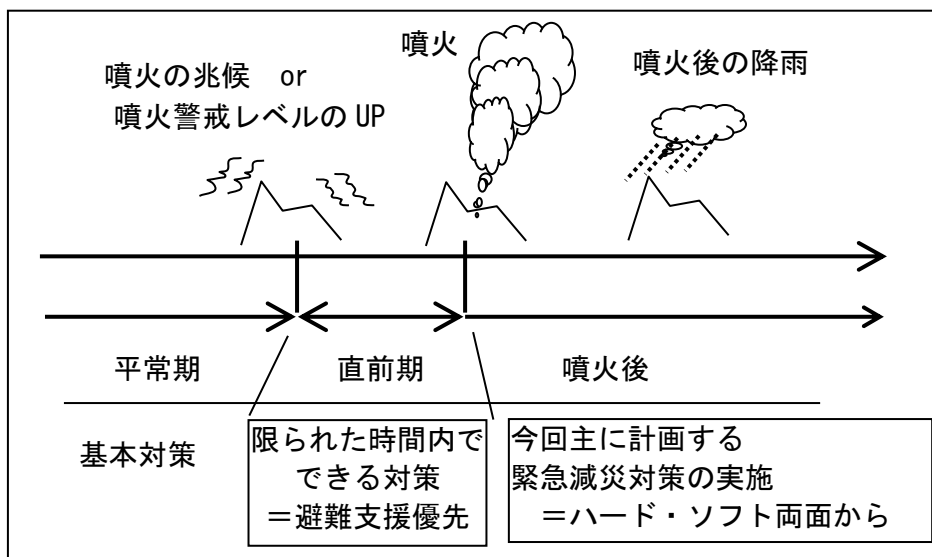 噴火の兆候 or
噴火警戒レベルのUP
噴火
噴火後の降雨
平常期
直前期
噴火後
基本対策
限られた時間内で
できる対策
＝避難支援優先
今回主に計画する
緊急減災対策の実施
＝ハード・ソフト両面から